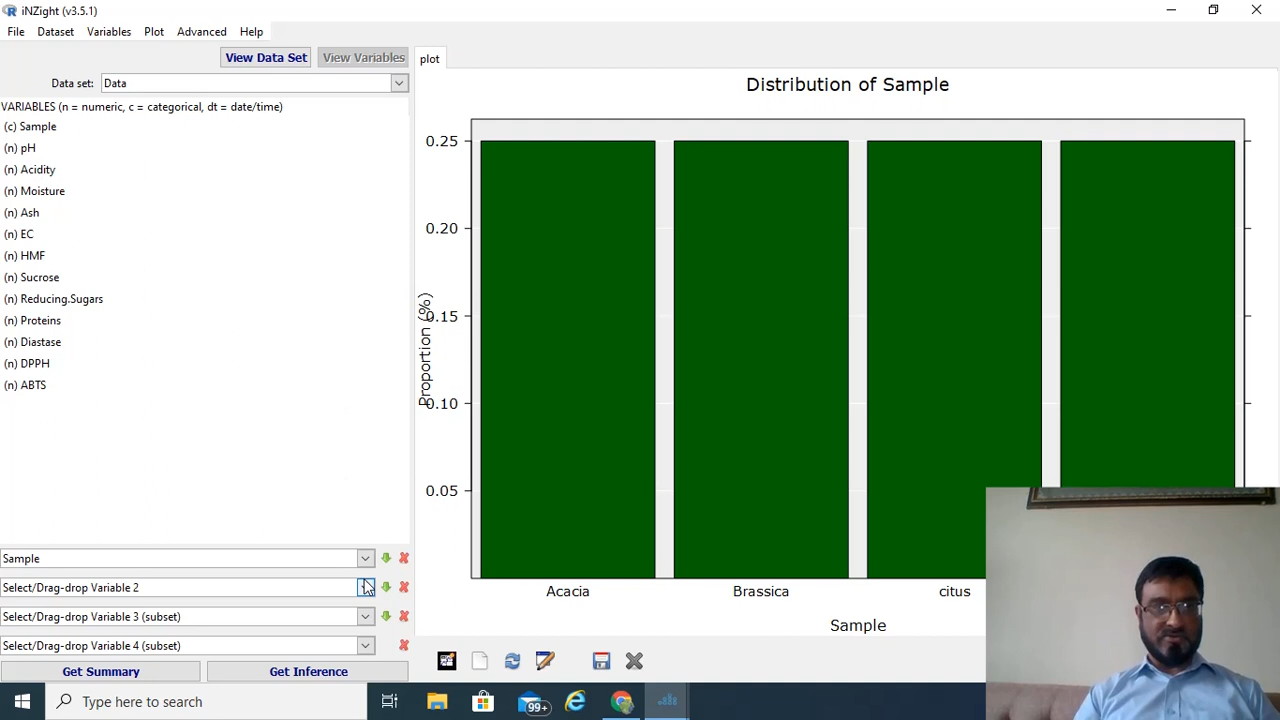 iNZight (v3.5.1)
File Dataset Variables Plot Advanced Help
View Data Set View Variables
plot
Data set: Data
VARIABLES (n = numeric, c = categorical, dt = date/time)
(c) Sample
(n) pH
(n) Acidity
(n) Moisture
(n) Ash
(n) EC
(n) HMF
(n) Sucrose
(n) Reducing.Sugars
(n) Proteins
(n) Diastase
(n) DPPH
(n) ABTS
Sample
Select/Drag-drop Variable 2
Select/Drag-drop Variable 3 (subset)
Select/Drag-drop Variable 4 (subset)
Get Summary Get Inference
Distribution of Sample
Proportion (%)
0.25
0.20
0.15
0.10
0.05
Acacia Brassica citus
Sample
Type here to search
99+